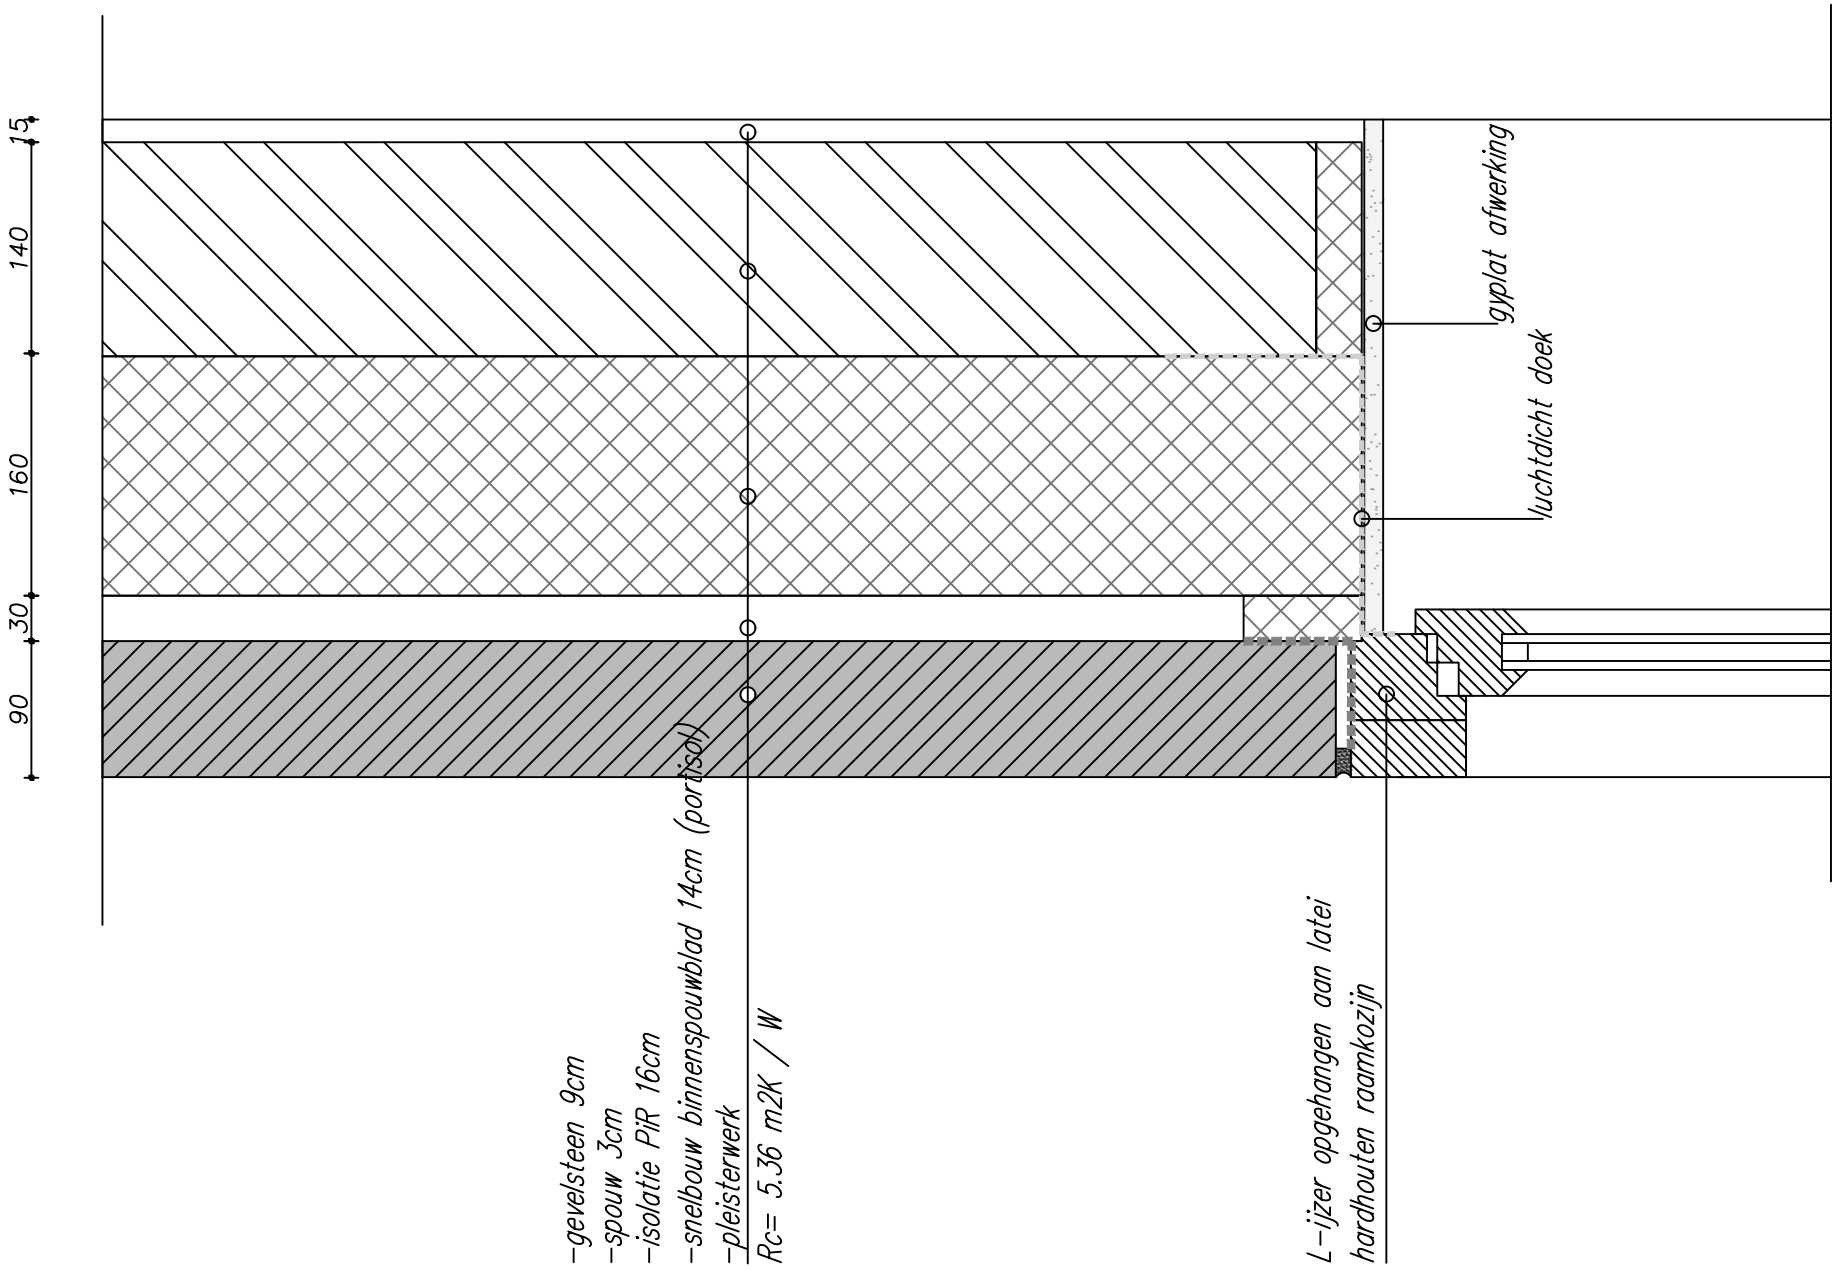 15
140
160
30
90
gyplat afwerking
luchtdicht doek
-gevelsteen 9cm
-spouw 3cm
-isolatie PiR 16cm
-snelbouw binnenspouwblad 14cm (portisol)
-pleisterwerk
Rc= 5.36 m2K / W
L-ijzer opgehangen aan latei
hardhouten raamkozijn